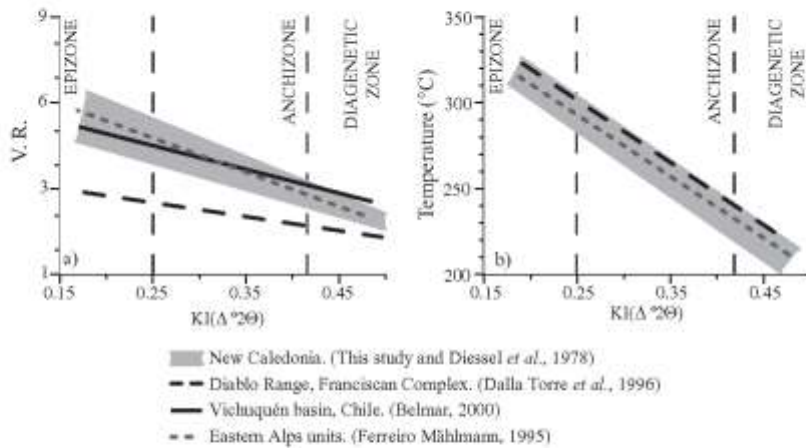 9
6
3
1
V. R.
EPIZONE
ANCHIZONE
DIAGENETIC
ZONE
a)
0.15
0.25
0.35
0.45
KI(Δ°2Θ)
350
300
250
200
Temperature (°C)
EPIZONE
ANCHIZONE
DIAGENETIC
ZONE
b)
0.15
0.25
0.35
0.45
KI(Δ°2Θ)
New Caledonia. (This study and Diessel et al., 1978)
Diablo Range, Franciscan Complex. (Dalla Torre et al., 1996)
Vichuquén basin, Chile. (Belmar, 2000)
Eastern Alps units. (Ferreiro Mählmann, 1995)